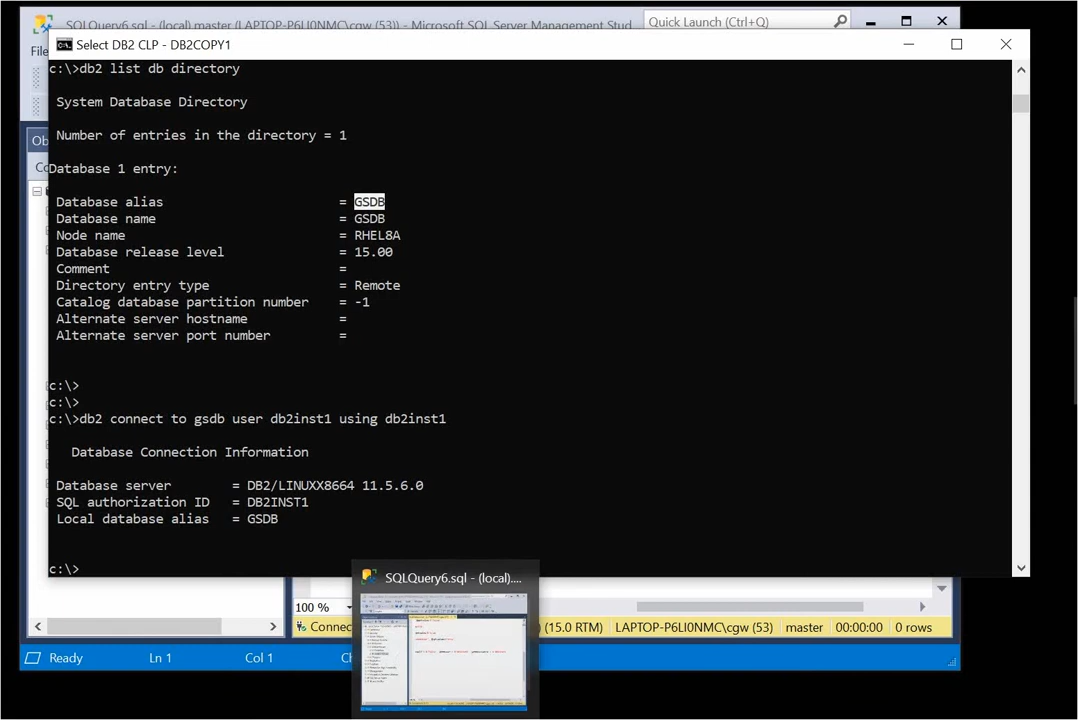 SQLQuery6.sql - (local) master (LAPTOP-P6LI0NMC\cgw (53)) - Microsoft SQL Server Management Stud
Quick Launch (Ctrl+Q)
File
Select DB2 CLP - DB2COPY1
c:\>db2 list db directory
System Database Directory
Number of entries in the directory = 1
Ob
Co
Database 1 entry:
Database alias = GSDB
Database name = GSDB
Node name = RHEL8A
Database release level = 15.00
Comment =
Directory entry type = Remote
Catalog database partition number = -1
Alternate server hostname =
Alternate server port number =
c:\>
c:\>
c:\>db2 connect to gsdb user db2inst1 using db2inst1
Database Connection Information
Database server = DB2/LINUXX8664 11.5.6.0
SQL authorization ID = DB2INST1
Local database alias = GSDB
c:\>
SQLQuery6.sql - (local)....
100 %
Connec
(15.0 RTM) LAPTOP-P6LI0NMC\cgw (53) master 00:00:00 0 rows
Ready Ln 1 Col 1 Ch